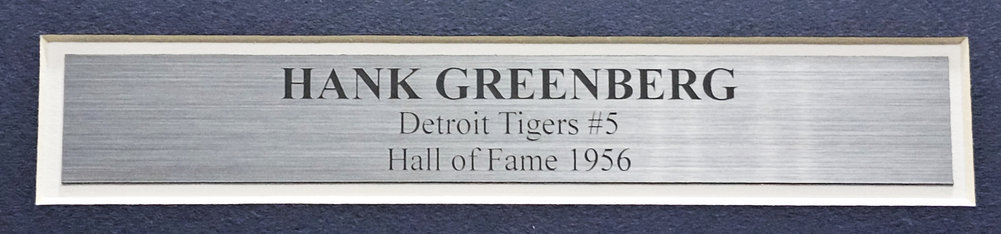 HANK GREENBERG
Detroit Tigers #5
Hall of Fame 1956